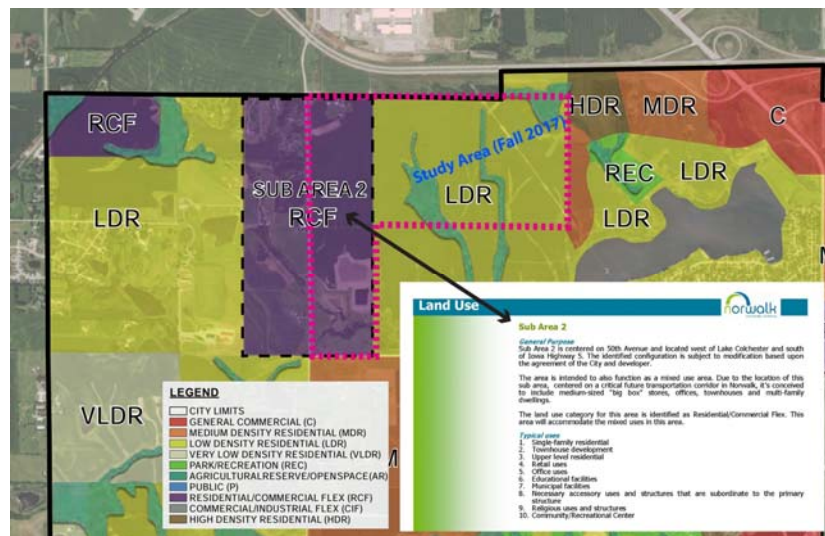 RCF
HDR
MDR
C
Study Area (Fall 2017)
REC
LDR
LDR
SUB AREA 2
RCF
LDR
LDR
VLDR
M
M
LEGEND
CITY LIMITS
GENERAL COMMERCIAL (C)
MEDIUM DENSITY RESIDENTIAL (MDR)
LOW DENSITY RESIDENTIAL (LDR)
VERY LOW DENSITY RESIDENTIAL (VLDR)
PARK/RECREATION (REC)
AGRICULTURALRESERVE/OPENSPACE(AR)
PUBLIC (P)
RESIDENTIAL/COMMERCIAL FLEX (RCF)
COMMERCIAL/INDUSTRIAL FLEX (CIF)
HIGH DENSITY RESIDENTIAL (HDR)
Land Use
norwalk
Sub Area 2
General Purpose
Sub Area 2 is centered on 50th Avenue and located west of Lake Colchester and south
of Iowa Highway 5. The identified configuration is subject to modification based upon
the agreement of the City and developer.
The area is intended to also function as a mixed use area. Due to the location of this
sub area, centered on a critical future transportation corridor in Norwalk, it's conceived
to include medium-sized "big box" stores, offices, townhouses and multi-family
dwellings.
The land use category for this area is identified as Residential/Commercial Flex. This
area will accommodate the mixed uses in this area.
Typical uses
1. Single-family residential
2. Townhouse development
3. Upper level residential
4. Retail uses
5. Office uses
6. Educational facilities
7. Municipal facilities
8. Necessary accessory uses and structures that are subordinate to the primary
structure
9. Religious uses and structures
10. Community/Recreational Center